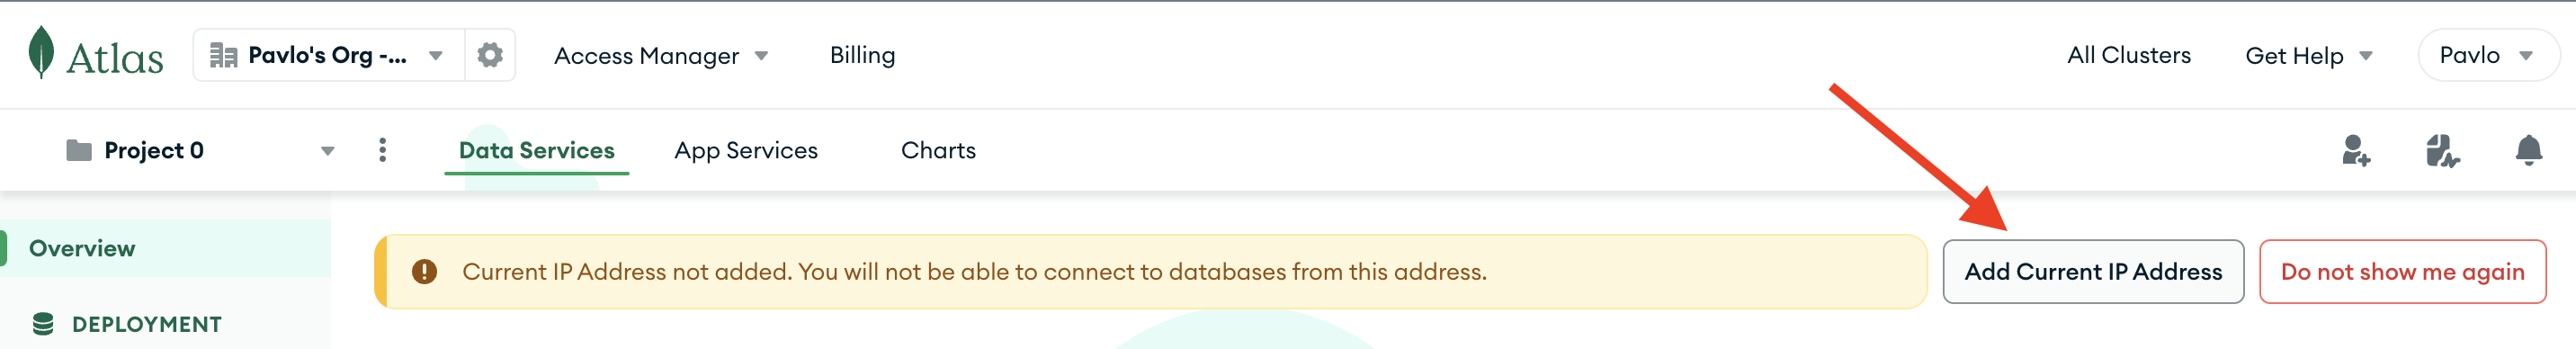 Atlas
Pavlo's Org -...
Access Manager
Billing
All Clusters
Get Help
Pavlo
Project 0
Data Services
App Services
Charts
Overview
Current IP Address not added. You will not be able to connect to databases from this address.
Add Current IP Address
Do not show me again
DEPLOYMENT